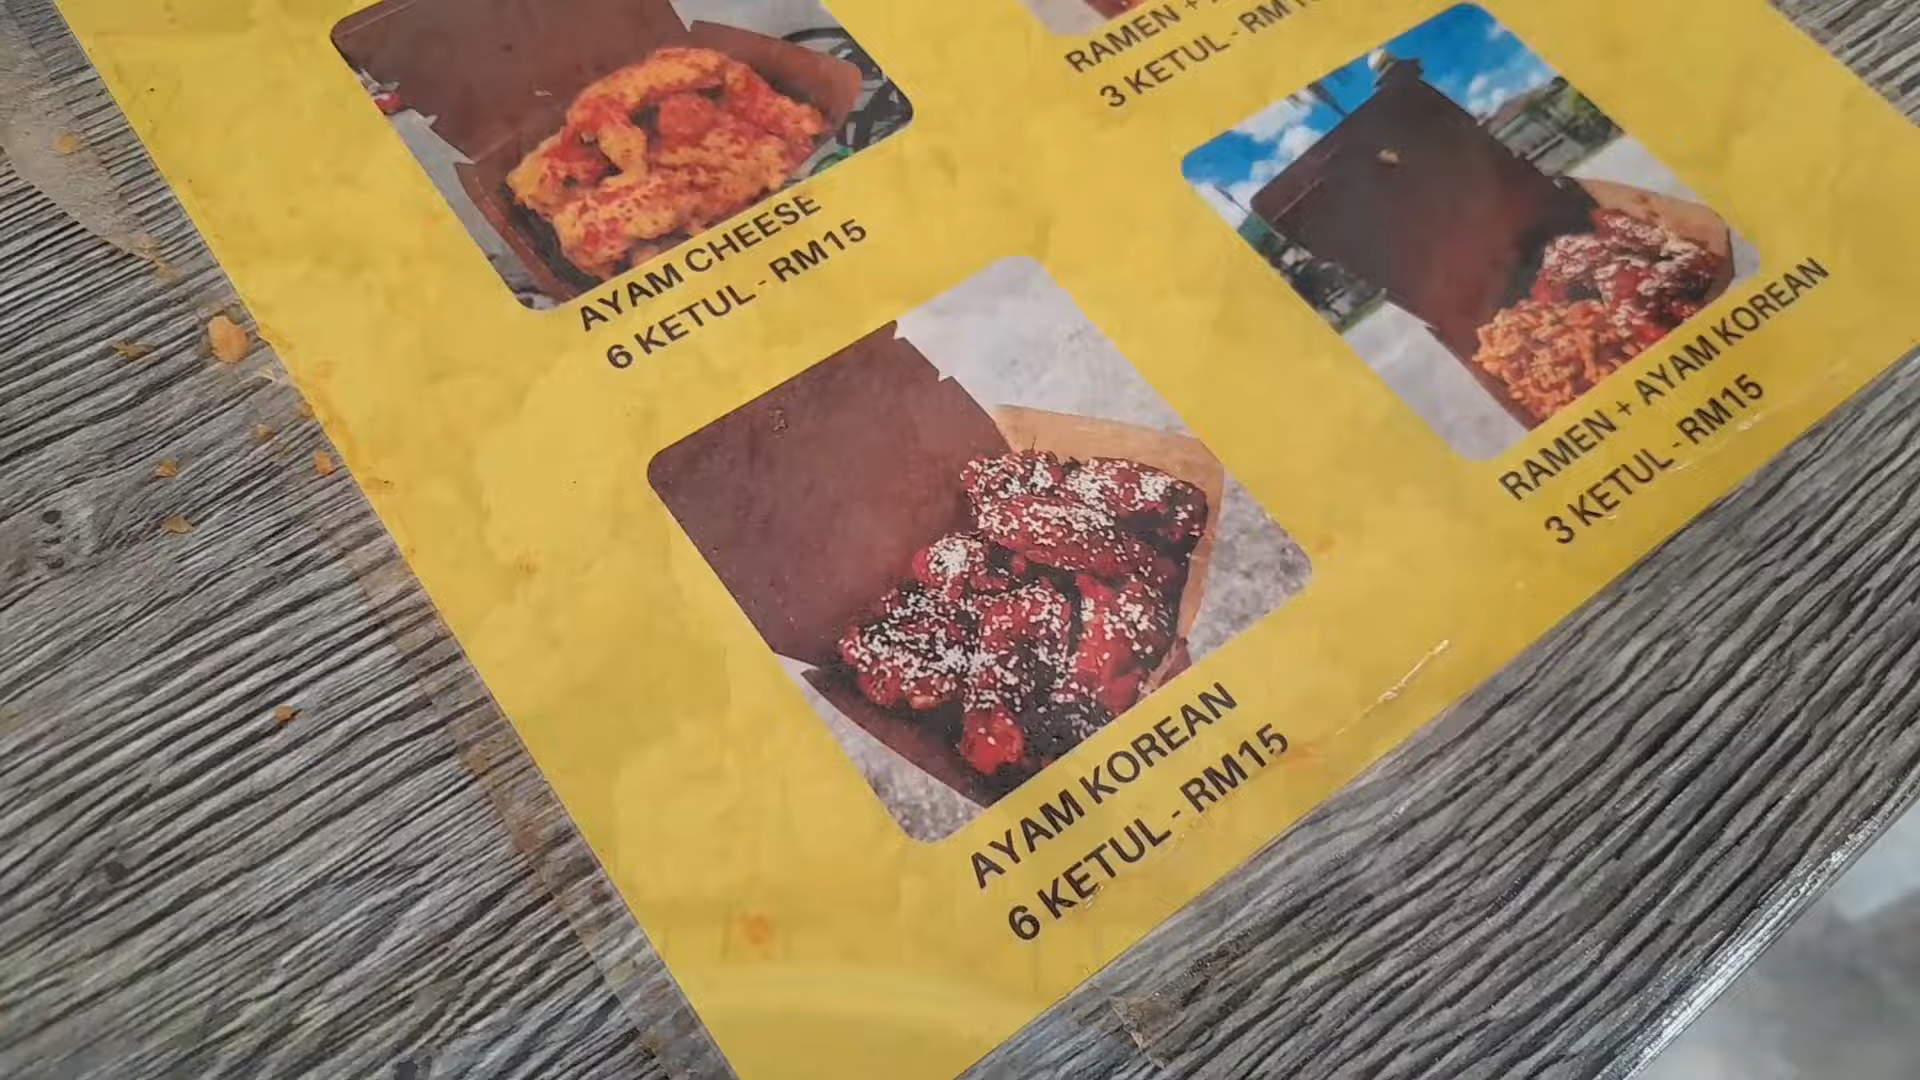 AYAM CHEESE
6 KETUL - RM15
RAMEN +
3 KETUL - RM
AYAM KOREAN
6 KETUL - RM15
RAMEN + AYAM KOREAN
3 KETUL - RM15